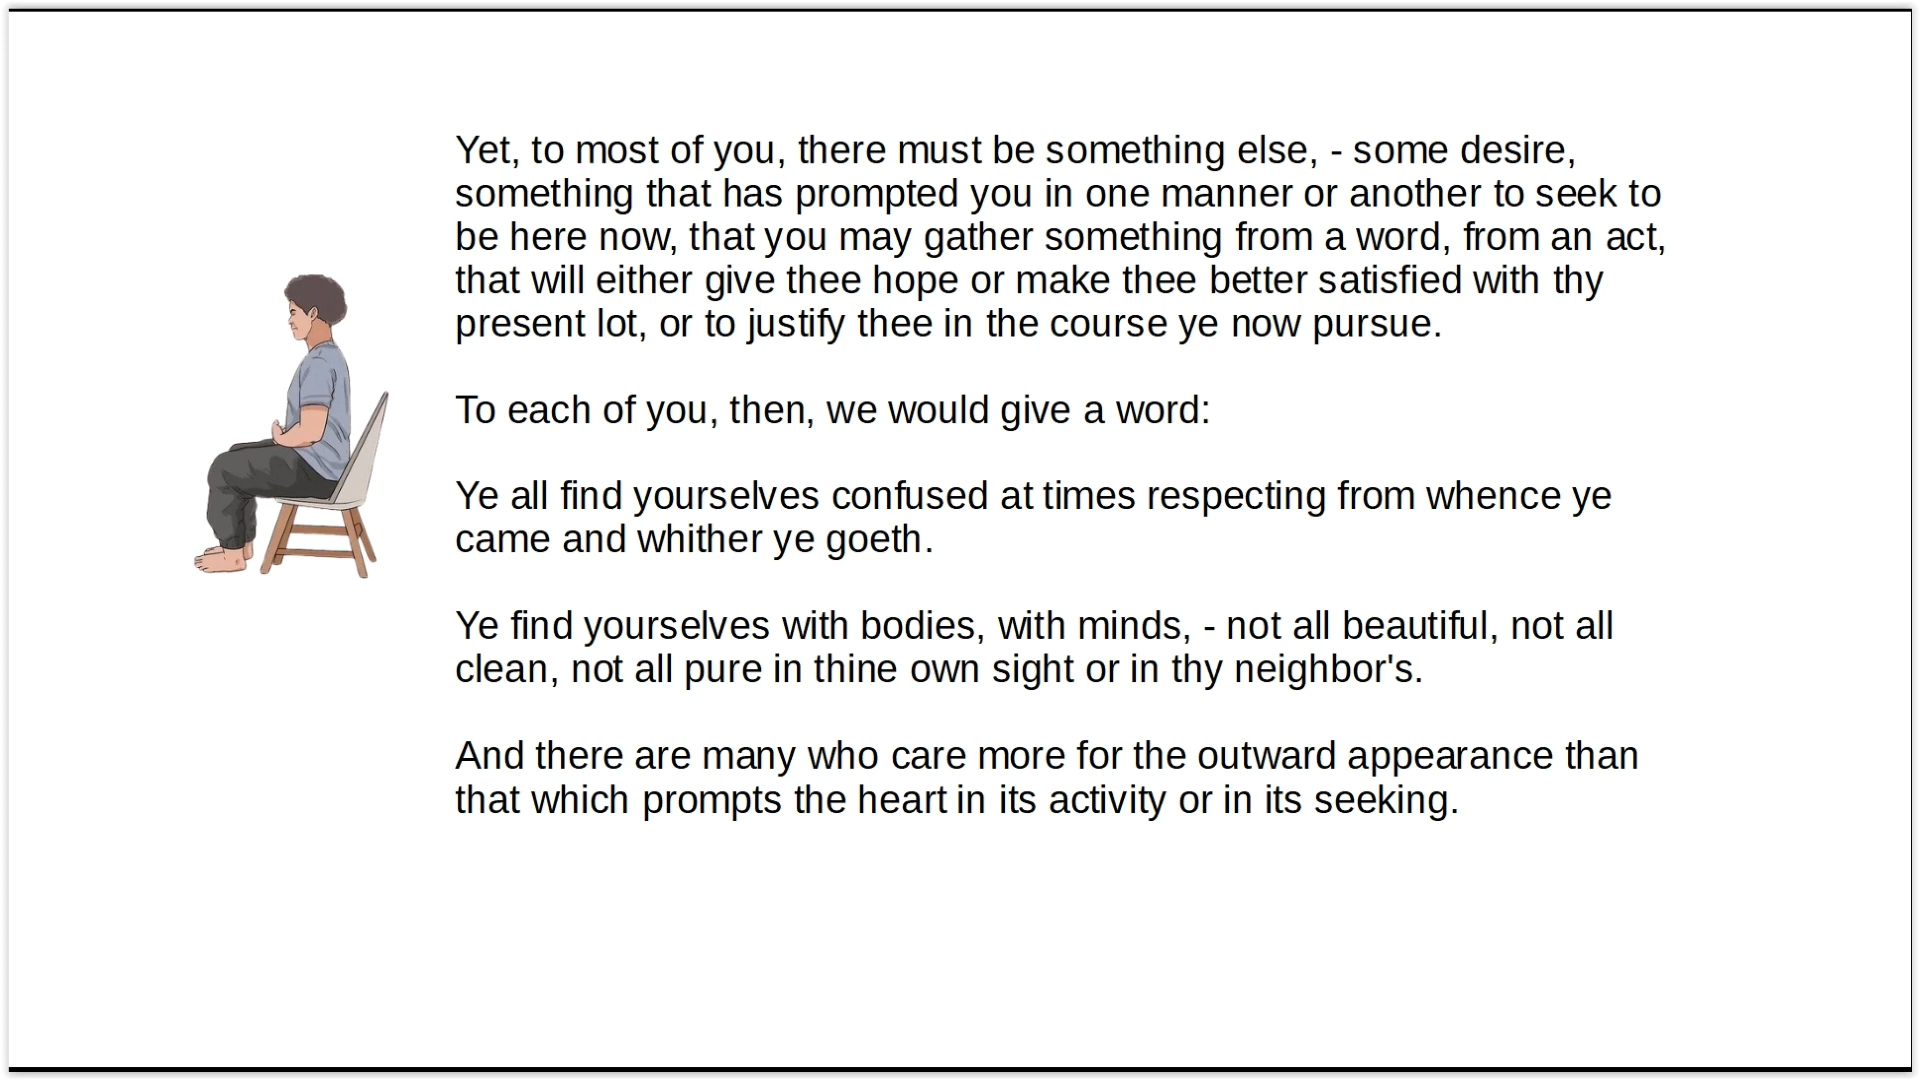 Yet, to most of you, there must be something else, - some desire,
something that has prompted you in one manner or another to seek to
be here now, that you may gather something from a word, from an act,
that will either give thee hope or make thee better satisfied with thy
present lot, or to justify thee in the course ye now pursue.
To each of you, then, we would give a word:
Ye all find yourselves confused at times respecting from whence ye
came and whither ye goeth.
Ye find yourselves with bodies, with minds, - not all beautiful, not all
clean, not all pure in thine own sight or in thy neighbor's.
And there are many who care more for the outward appearance than
that which prompts the heart in its activity or in its seeking.